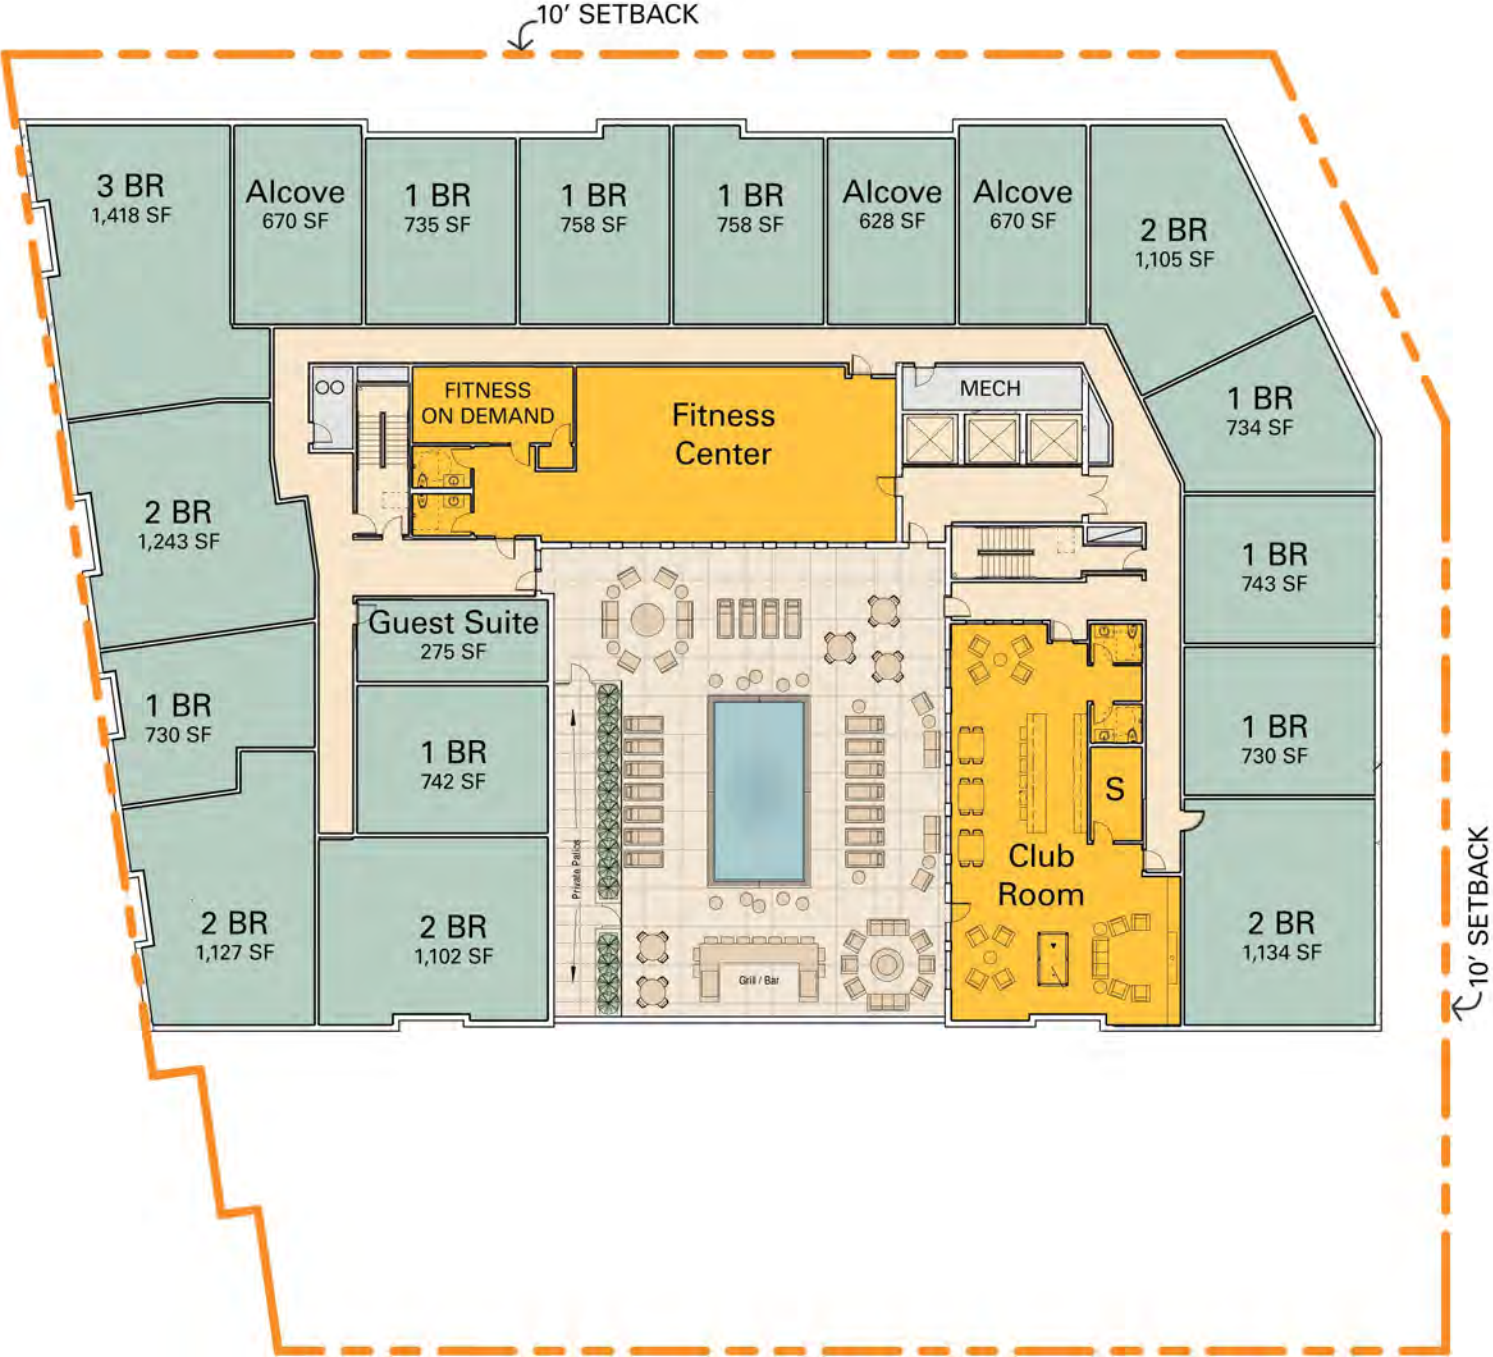 10' SETBACK
3 BR
1,418 SF
Alcove
670 SF
1 BR
735 SF
1 BR
758 SF
1 BR
758 SF
Alcove
628 SF
Alcove
670 SF
2 BR
1,105 SF
FITNESS
ON DEMAND
Fitness
Center
MECH
1 BR
734 SF
2 BR
1,243 SF
1 BR
743 SF
Guest Suite
275 SF
1 BR
730 SF
1 BR
742 SF
1 BR
730 SF
S
Private Patios
Club
Room
2 BR
1,127 SF
2 BR
1,102 SF
Grill / Bar
2 BR
1,134 SF
10' SETBACK